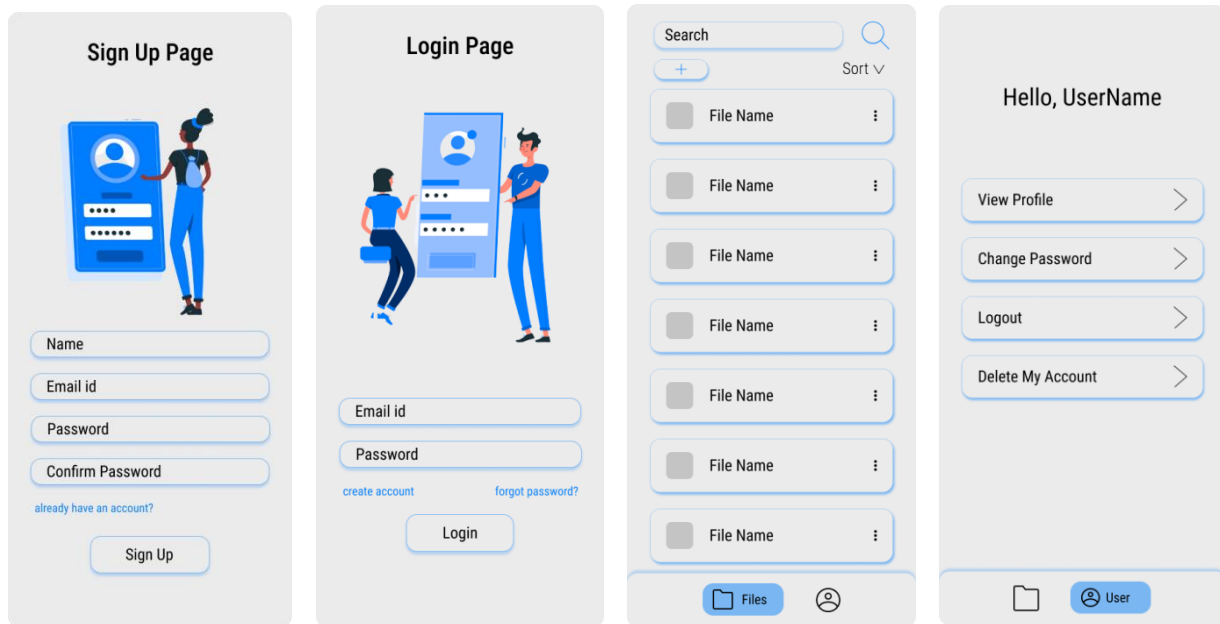 Sign Up Page
Name
Email id
Password
Confirm Password
already have an account?
Sign Up
Login Page
Email id
Password
create account forgot password?
Login
Search
+
Sort
File Name
File Name
File Name
File Name
File Name
File Name
File Name
Files
Hello, UserName
View Profile
Change Password
Logout
Delete My Account
User